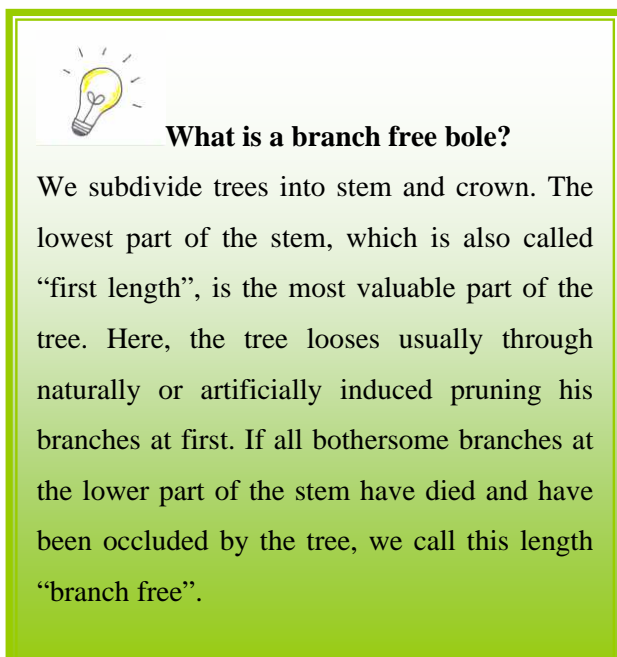 What is a branch free bole?
We subdivide trees into stem and crown. The
lowest part of the stem, which is also called
“first length”, is the most valuable part of the
tree. Here, the tree looses usually through
naturally or artificially induced pruning his
branches at first. If all bothersome branches at
the lower part of the stem have died and have
been occluded by the tree, we call this length
“branch free”.